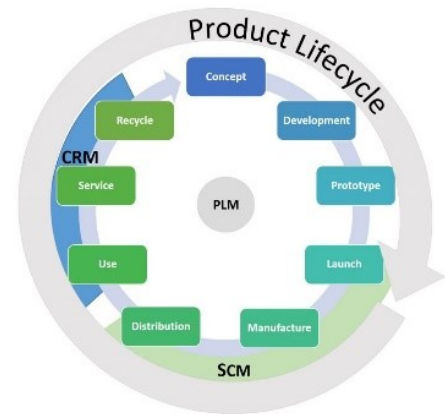 Product Lifecycle
Concept
Development
Prototype
Launch
Manufacture
Distribution
Use
Service
Recycle
CRM
PLM
SCM